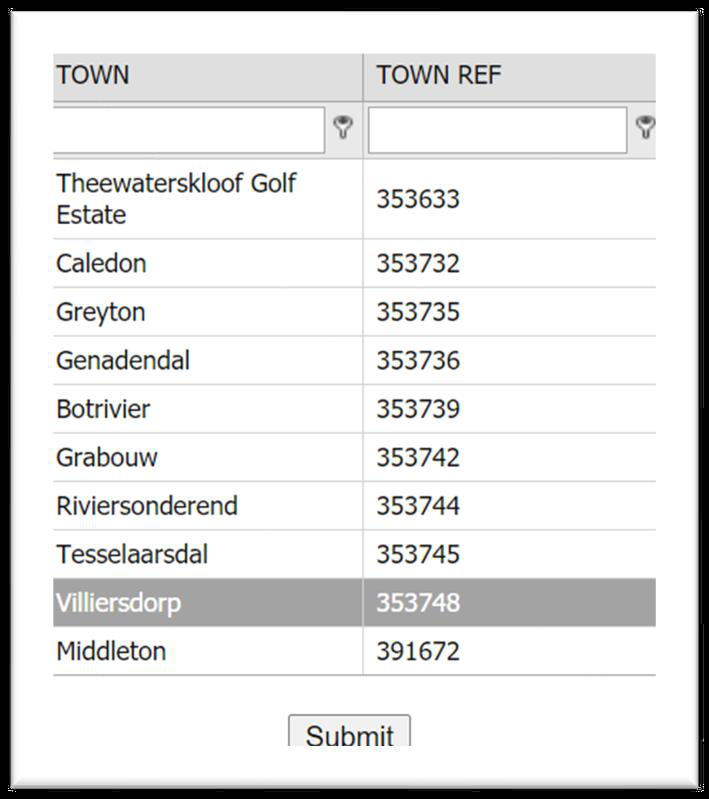 TOWN TOWN REF
Theewaterskloof Golf
Estate 353633
Caledon 353732
Greyton 353735
Genadendal 353736
Botrivier 353739
Grabouw 353742
Riviersonderend 353744
Tesselaarsdal 353745
Villiersdorp 353748
Middleton 391672
Submit